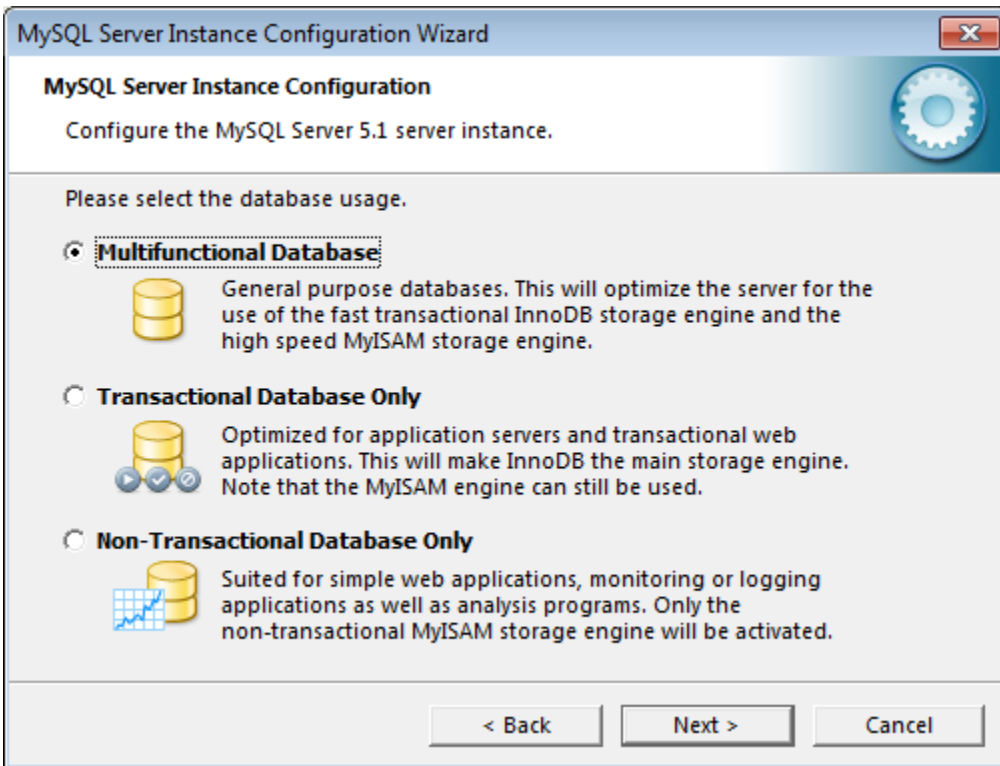 MySQL Server Instance Configuration Wizard
MySQL Server Instance Configuration
Configure the MySQL Server 5.1 server instance.
Please select the database usage.
Multifunctional Database
General purpose databases. This will optimize the server for the
use of the fast transactional InnoDB storage engine and the
high speed MyISAM storage engine.
Transactional Database Only
Optimized for application servers and transactional web
applications. This will make InnoDB the main storage engine.
Note that the MyISAM engine can still be used.
Non-Transactional Database Only
Suited for simple web applications, monitoring or logging
applications as well as analysis programs. Only the
non-transactional MyISAM storage engine will be activated.
< Back Next > Cancel